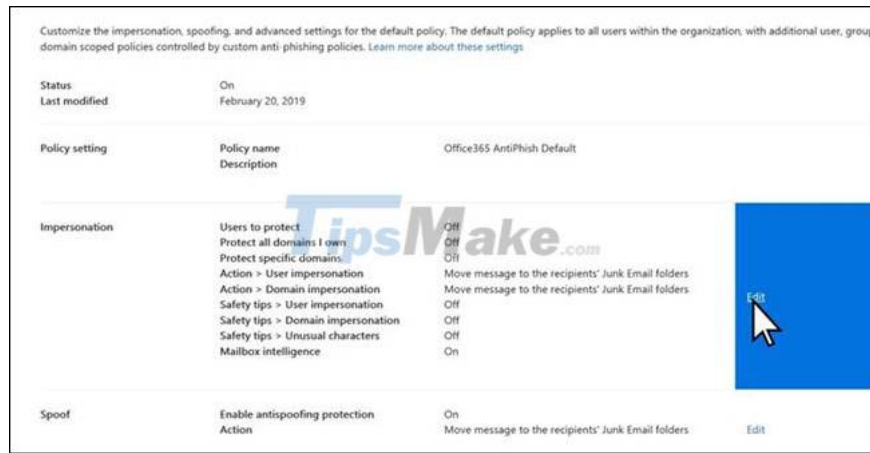 Customize the impersonation, spoofing, and advanced settings for the default policy. The default policy applies to all users within the organization, with additional user, group
domain scoped policies controlled by custom anti-phishing policies. Learn more about these settings
Status On
Last modified February 20, 2019
Policy setting Policy name Office365 AntiPhish Default
Description
TipsMake.com
Impersonation Users to protect Off
Protect all domains I own Off
Protect specific domains Off
Action > User impersonation Move message to the recipients' Junk Email folders
Action > Domain impersonation Move message to the recipients' Junk Email folders
Safety tips > User impersonation Off
Safety tips > Domain impersonation Off
Safety tips > Unusual characters Off
Mailbox intelligence On
Edit
Spoof Enable antispoofing protection On
Action Move message to the recipients' Junk Email folders Edit